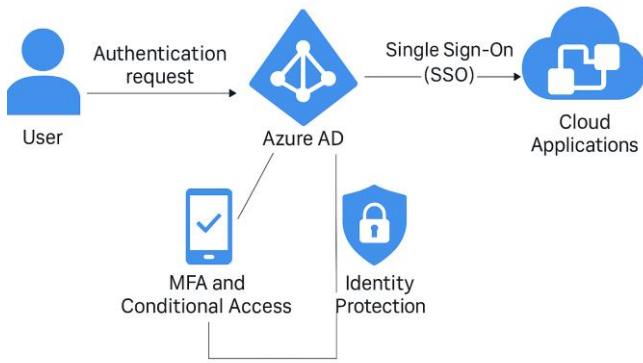 Authentication
request
Single Sign-On
(SSO)
User
Azure AD
Cloud
Applications
MFA and
Conditional Access
Identity
Protection